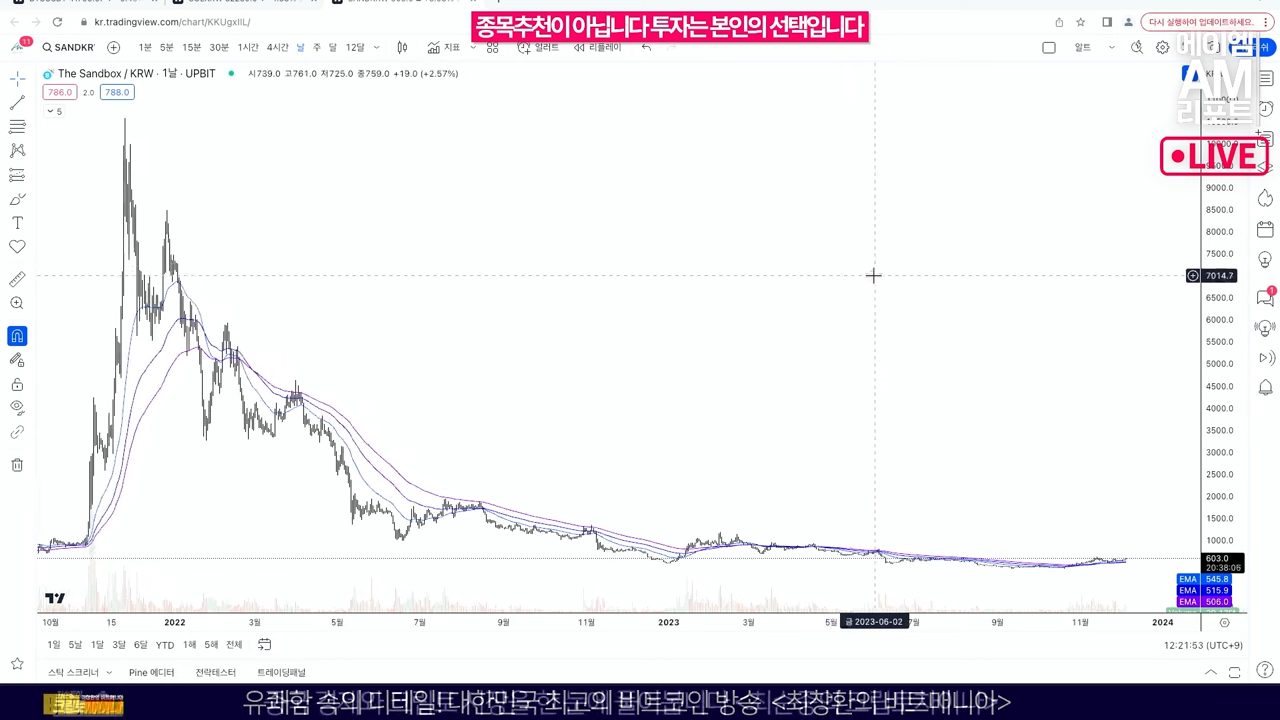 kr.tradingview.com/chart/KKUgxIIL/
다시 실행하여 업데이트하세요.
종목추천이 아닙니다 투자는 본인의 선택입니다
11
SANDKR
1분 5분 15분 30분 1시간 4시간 날 주 달 12달
지표
얼러트
리플레이
알트
에이엠
AM
리포트
LIVE
The Sandbox / KRW · 1날 · UPBIT
시739.0 고761.0 저725.0 종759.0 +19.0 (+2.57%)
786.0 2.0 788.0
5
9000.0
8500.0
8000.0
7500.0
7014.7
6500.0
6000.0
5500.0
5000.0
4500.0
4000.0
3500.0
3000.0
2500.0
2000.0
1500.0
1000.0
603.0
20:38:06
EMA 545.8
EMA 515.9
EMA 506.0
1
10월 15 2022 3월 5월 7월 9월 11월 2023 3월 5월 금 2023-06-02 7월 9월 11월 2024
1일 5일 1달 3달 6달 YTD 1해 5해 전체
12:21:53 (UTC+9)
스탁 스크리너 Pine 에디터 전략테스터 트레이딩패널